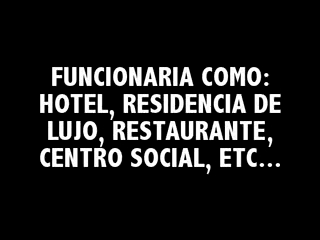 FUNCIONARIA COMO:
HOTEL, RESIDENCIA DE
LUJO, RESTAURANTE,
CENTRO SOCIAL, ETC...